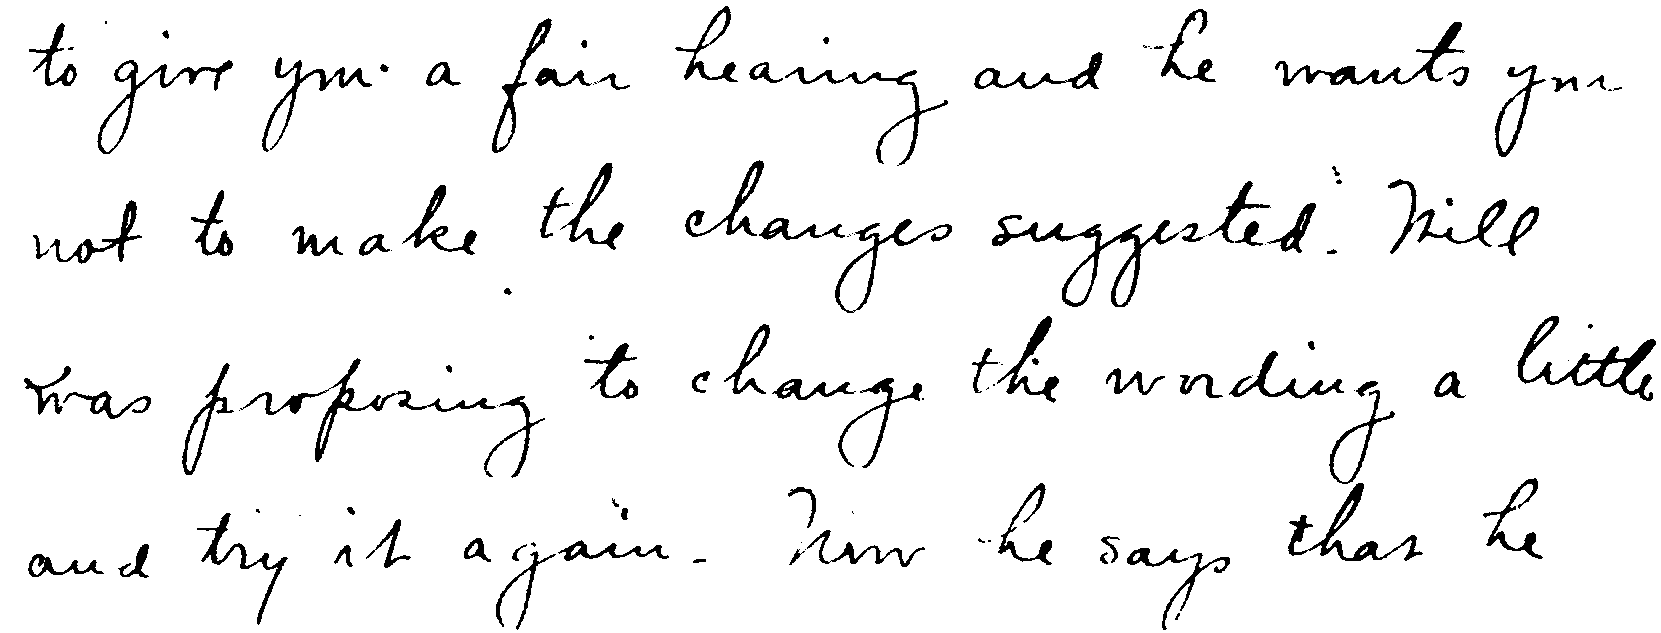 to give you a fair hearing and he wants you
not to make the changes suggested. Will
was proposing to change the wording a little
and try it again. Now he says that he